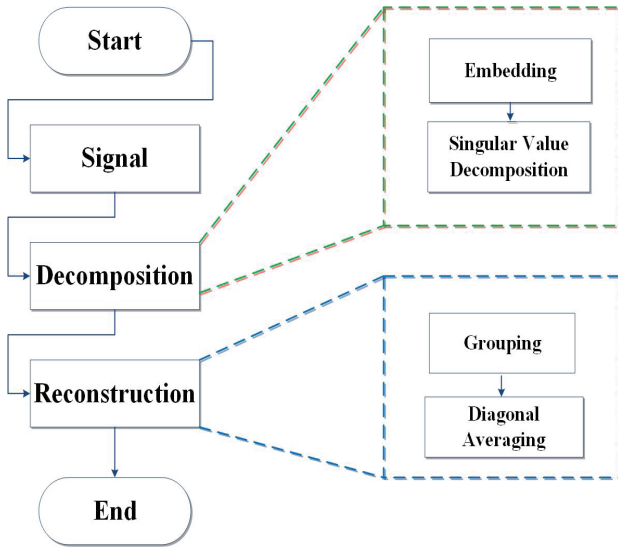 Start
Signal
Decomposition
Reconstruction
End
Embedding
Singular Value
Decomposition
Grouping
Diagonal
Averaging